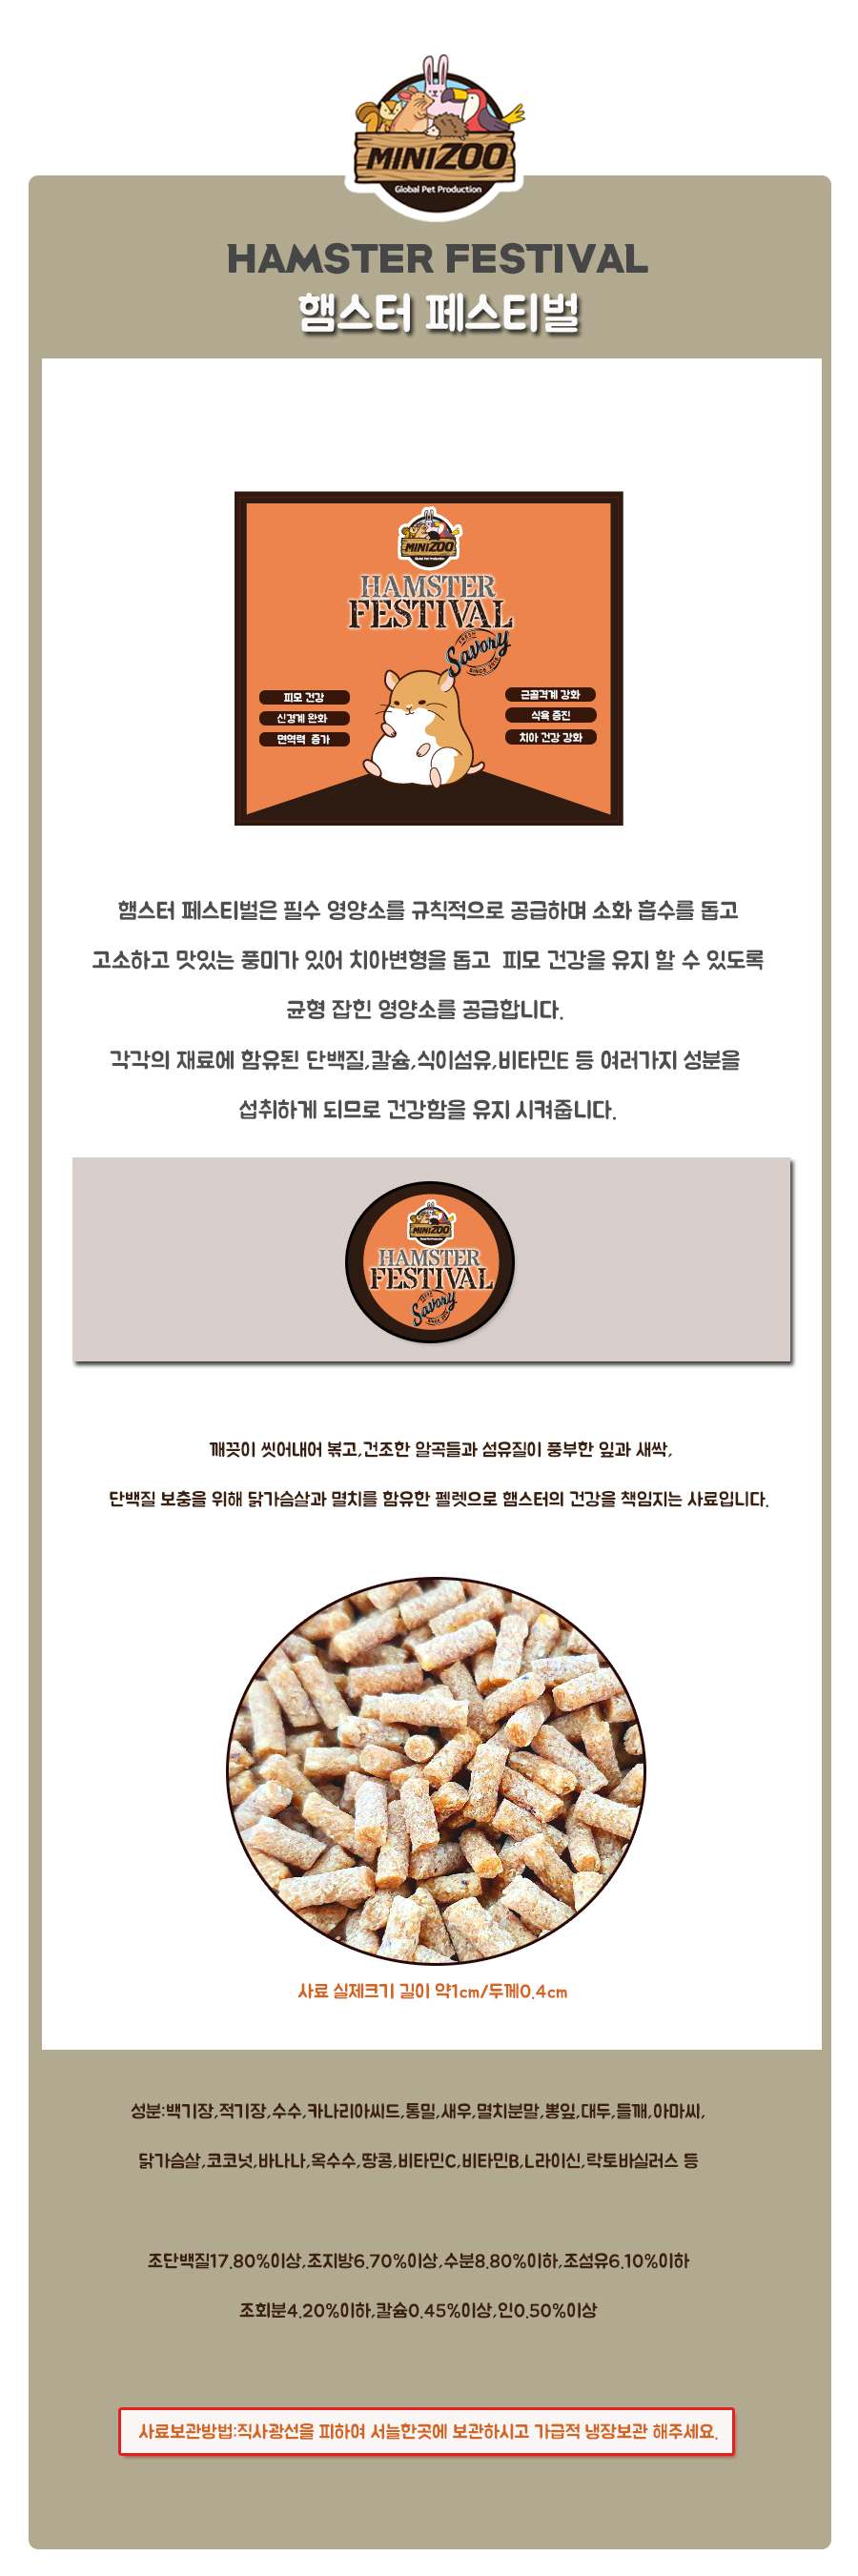 MINIZOO
Global Pet Production
HAMSTER FESTIVAL
햄스터 페스티벌
MINIZOO
Global Pet Production
HAMSTER
FESTIVAL
FRESH
Savory
SINCE 2015
피모 건강
신경계 완화
면역력 증가
근골격계 강화
식욕 증진
치아 건강 강화
햄스터 페스티벌은 필수 영양소를 규칙적으로 공급하며 소화 흡수를 돕고
고소하고 맛있는 풍미가 있어 치아변형을 돕고 피모 건강을 유지 할 수 있도록
균형 잡힌 영양소를 공급합니다.
각각의 재료에 함유된 단백질,칼슘,식이섬유,비타민E 등 여러가지 성분을
섭취하게 되므로 건강함을 유지 시켜줍니다.
MINIZOO
HAMSTER
FESTIVAL
Savory
깨끗이 씻어내어 볶고,건조한 알곡들과 섬유질이 풍부한 잎과 새싹,
단백질 보충을 위해 닭가슴살과 멸치를 함유한 펠렛으로 햄스터의 건강을 책임지는 사료입니다.
사료 실제크기 길이 약1cm/두께0.4cm
성분:백기장,적기장,수수,카나리아씨드,통밀,새우,멸치분말,뽕잎,대두,들깨,아마씨,
닭가슴살,코코넛,바나나,옥수수,땅콩,비타민C,비타민B,L라이신,락토바실러스 등
조단백질17.80%이상,조지방6.70%이상,수분8.80%이하,조섬유6.10%이하
조회분4.20%이하,칼슘0.45%이상,인0.50%이상
사료보관방법:직사광선을 피하여 서늘한곳에 보관하시고 가급적 냉장보관 해주세요.